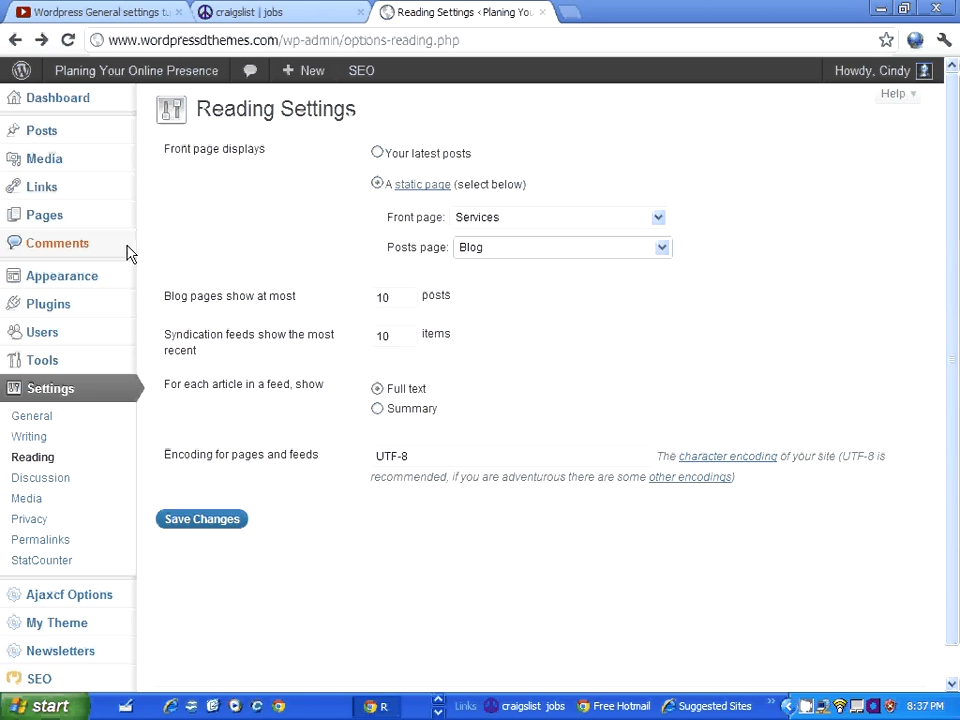 Wordpress General settings tu
craigslist | jobs
Reading Settings ‹ Planing You
www.wordpressdthemes.com/wp-admin/options-reading.php
Planing Your Online Presence
New
SEO
Howdy, Cindy
Help
Dashboard
Posts
Media
Links
Pages
Comments
Appearance
Plugins
Users
Tools
Settings
General
Writing
Reading
Discussion
Media
Privacy
Permalinks
StatCounter
Ajaxcf Options
My Theme
Newsletters
SEO
Reading Settings
Front page displays
Your latest posts
A static page (select below)
Front page: Services
Posts page: Blog
Blog pages show at most 10 posts
Syndication feeds show the most recent 10 items
For each article in a feed, show
Full text
Summary
Encoding for pages and feeds UTF-8 The character encoding of your site (UTF-8 is
recommended, if you are adventurous there are some other encodings)
Save Changes
start
R
Links
craigslist jobs
Free Hotmail
Suggested Sites
8:37 PM